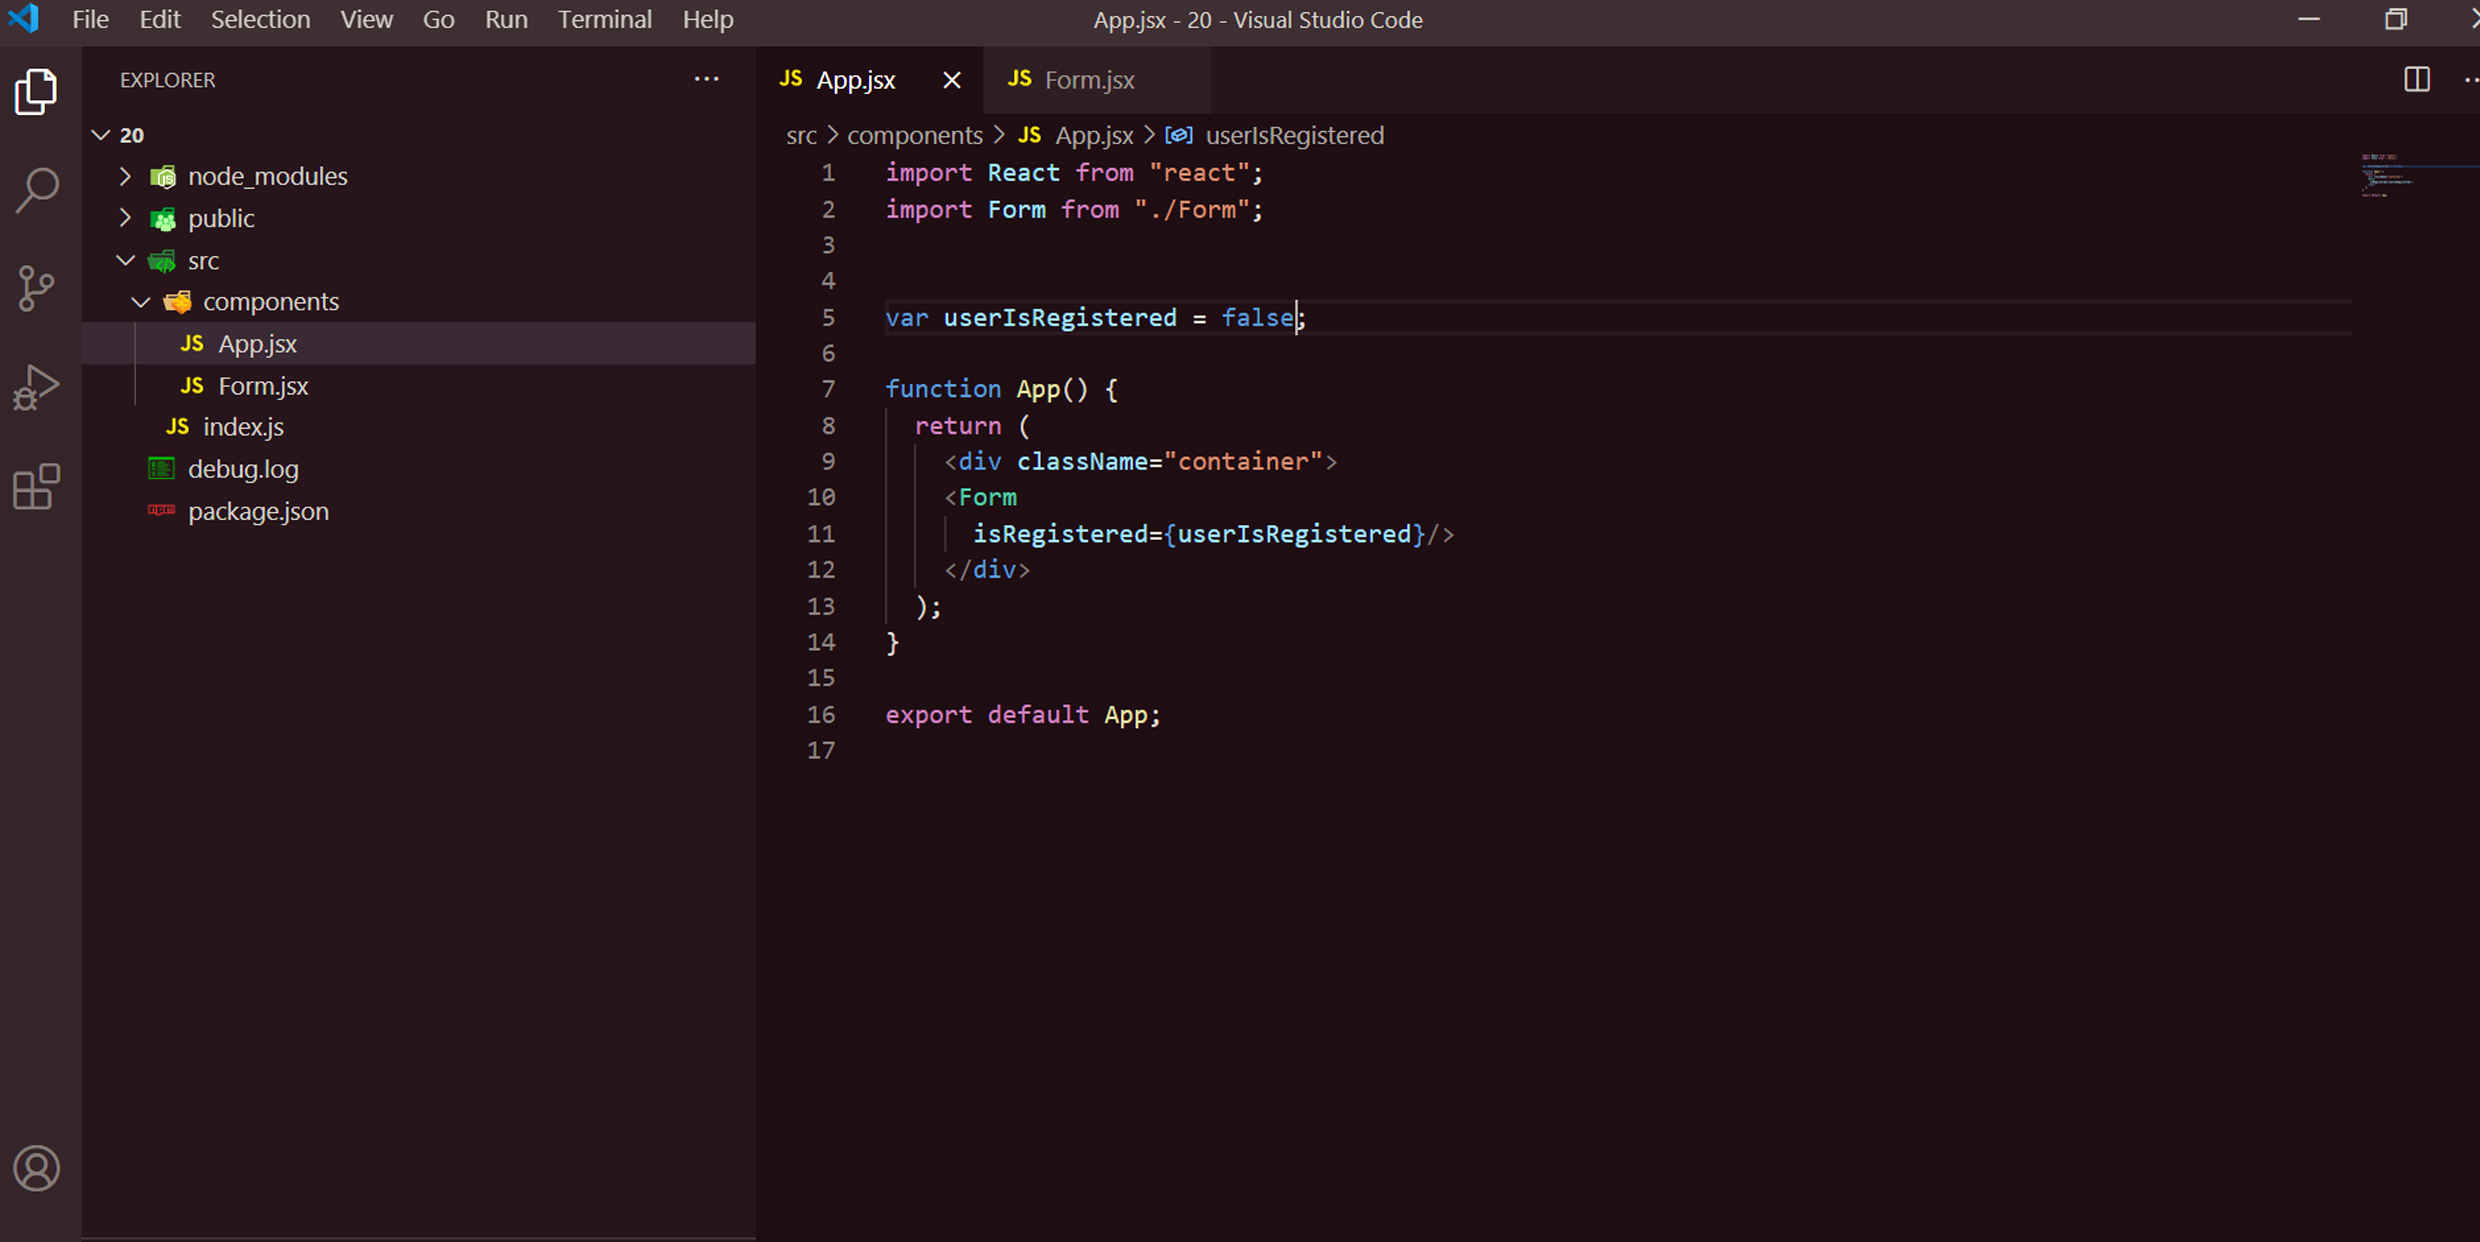 File Edit Selection View Go Run Terminal Help
App.jsx - 20 - Visual Studio Code
EXPLORER
20
node_modules
public
src
components
JS App.jsx
JS Form.jsx
JS index.js
debug.log
package.json
JS App.jsx
JS Form.jsx
src > components > JS App.jsx > userIsRegistered
1 import React from "react";
2 import Form from "./Form";
3
4
5 var userIsRegistered = false;
6
7 function App() {
8 return (
9 <div className="container">
10 <Form
11 isRegistered={userIsRegistered}/>
12 </div>
13 );
14 }
15
16 export default App;
17